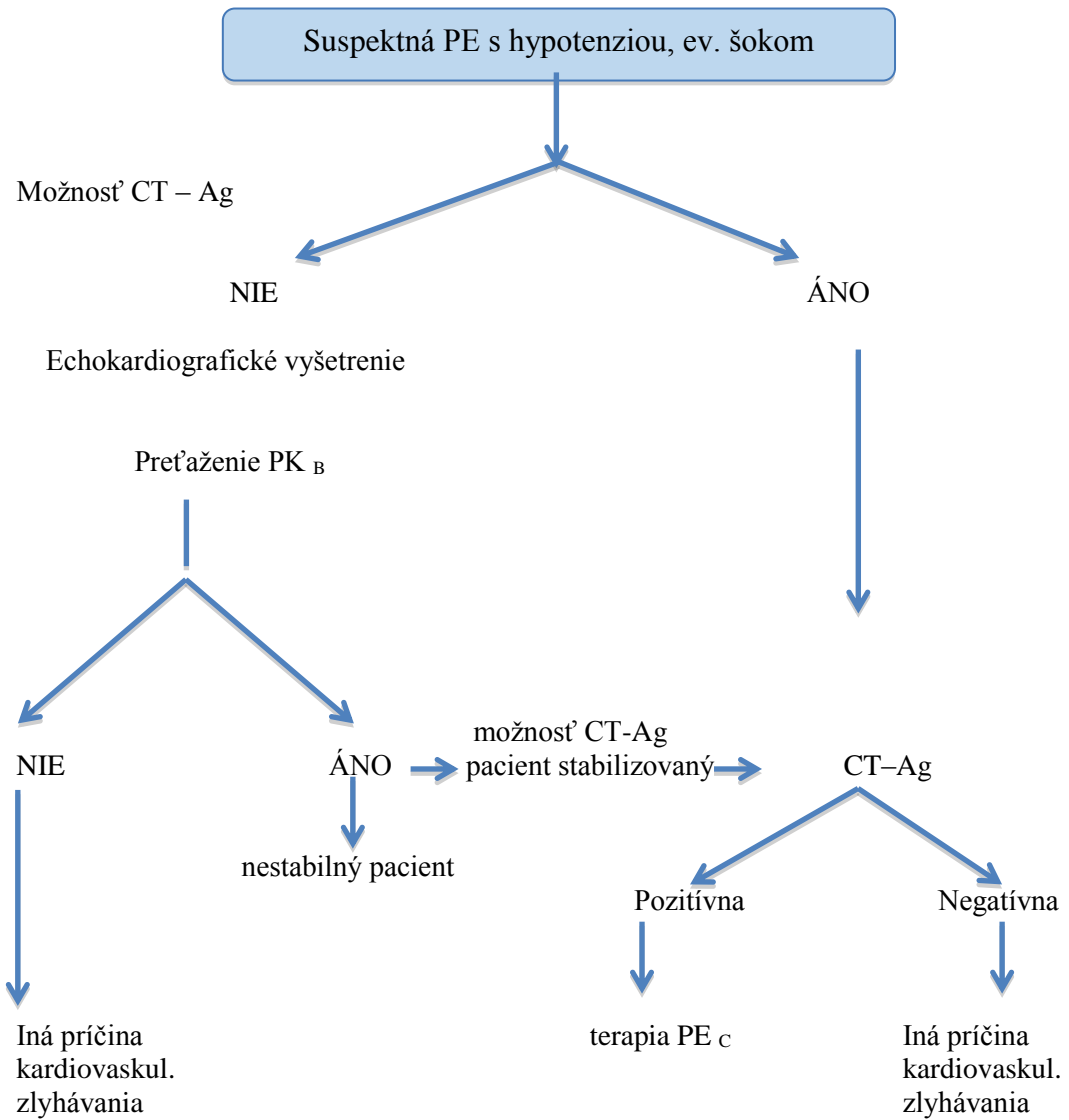 Suspektná PE s hypotenziou, ev. šokom
Možnosť CT – Ag
NIE
ÁNO
Echokardiografické vyšetrenie
Preťaženie PK B
NIE
ÁNO
možnosť CT-Ag
pacient stabilizovaný
CT–Ag
nestabilný pacient
Pozitívna
Negatívna
Iná príčina
kardiovaskul.
zlyhávania
terapia PE C
Iná príčina
kardiovaskul.
zlyhávania